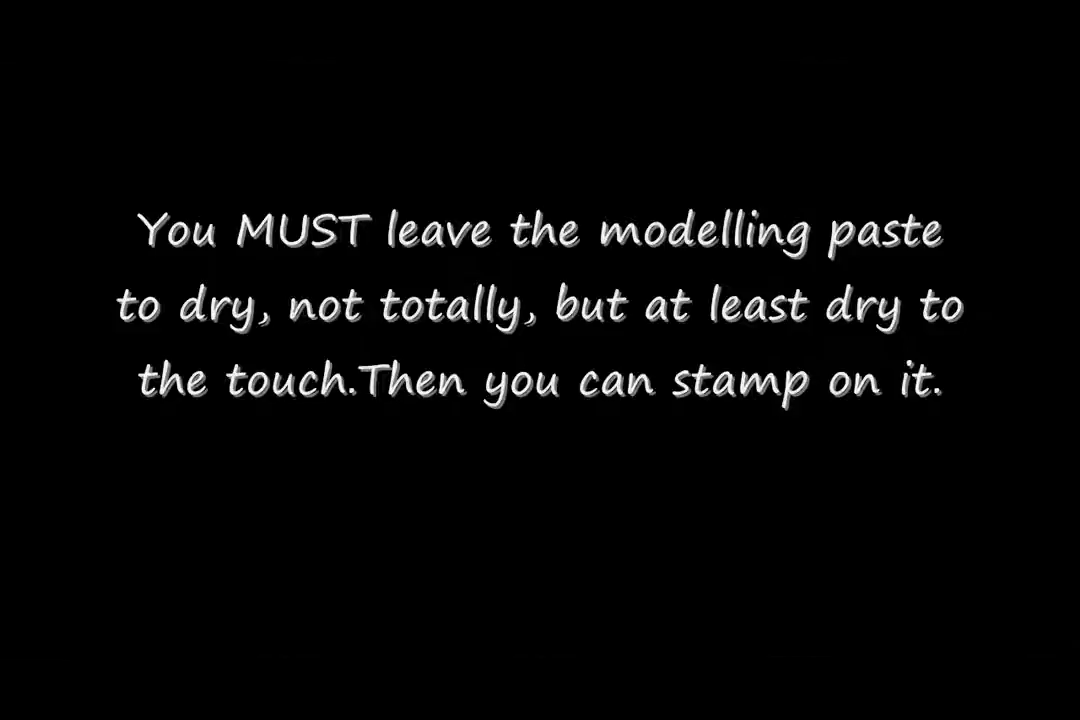 You MUST leave the modelling paste
to dry, not totally, but at least dry to
the touch.Then you can stamp on it.